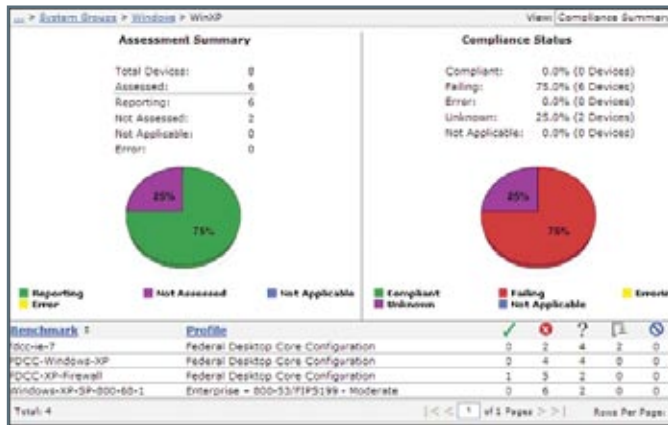 ... > System Groups > Windows > WinXP
View: Compliance Summar
Assessment Summary
Total Devices: 8
Assessed: 6
Reporting: 6
Not Assessed: 2
Not Applicable: 0
Error: 0
25%
75%
Reporting
Not Assessed
Not Applicable
Error
Compliance Status
Compliant: 0.0% (0 Devices)
Failing: 75.0% (6 Devices)
Error: 0.0% (0 Devices)
Unknown: 25.0% (2 Devices)
Not Applicable: 0.0% (0 Devices)
25%
75%
Compliant
Failing
Errors
Unknown
Not Applicable
Benchmark Profile
fdcc-ie-7 Federal Desktop Core Configuration 0 2 4 2 0
FDCC-Windows-XP Federal Desktop Core Configuration 0 4 4 0 0
FDCC-XP-Firewall Federal Desktop Core Configuration 1 5 2 0 0
Windows-XP-SP-800-68-1 Enterprise - 800-53/FIPS199 - Moderate 0 6 2 0 0
Total: 4
|< < 1 of 1 Pages > >|
Rows Per Page: